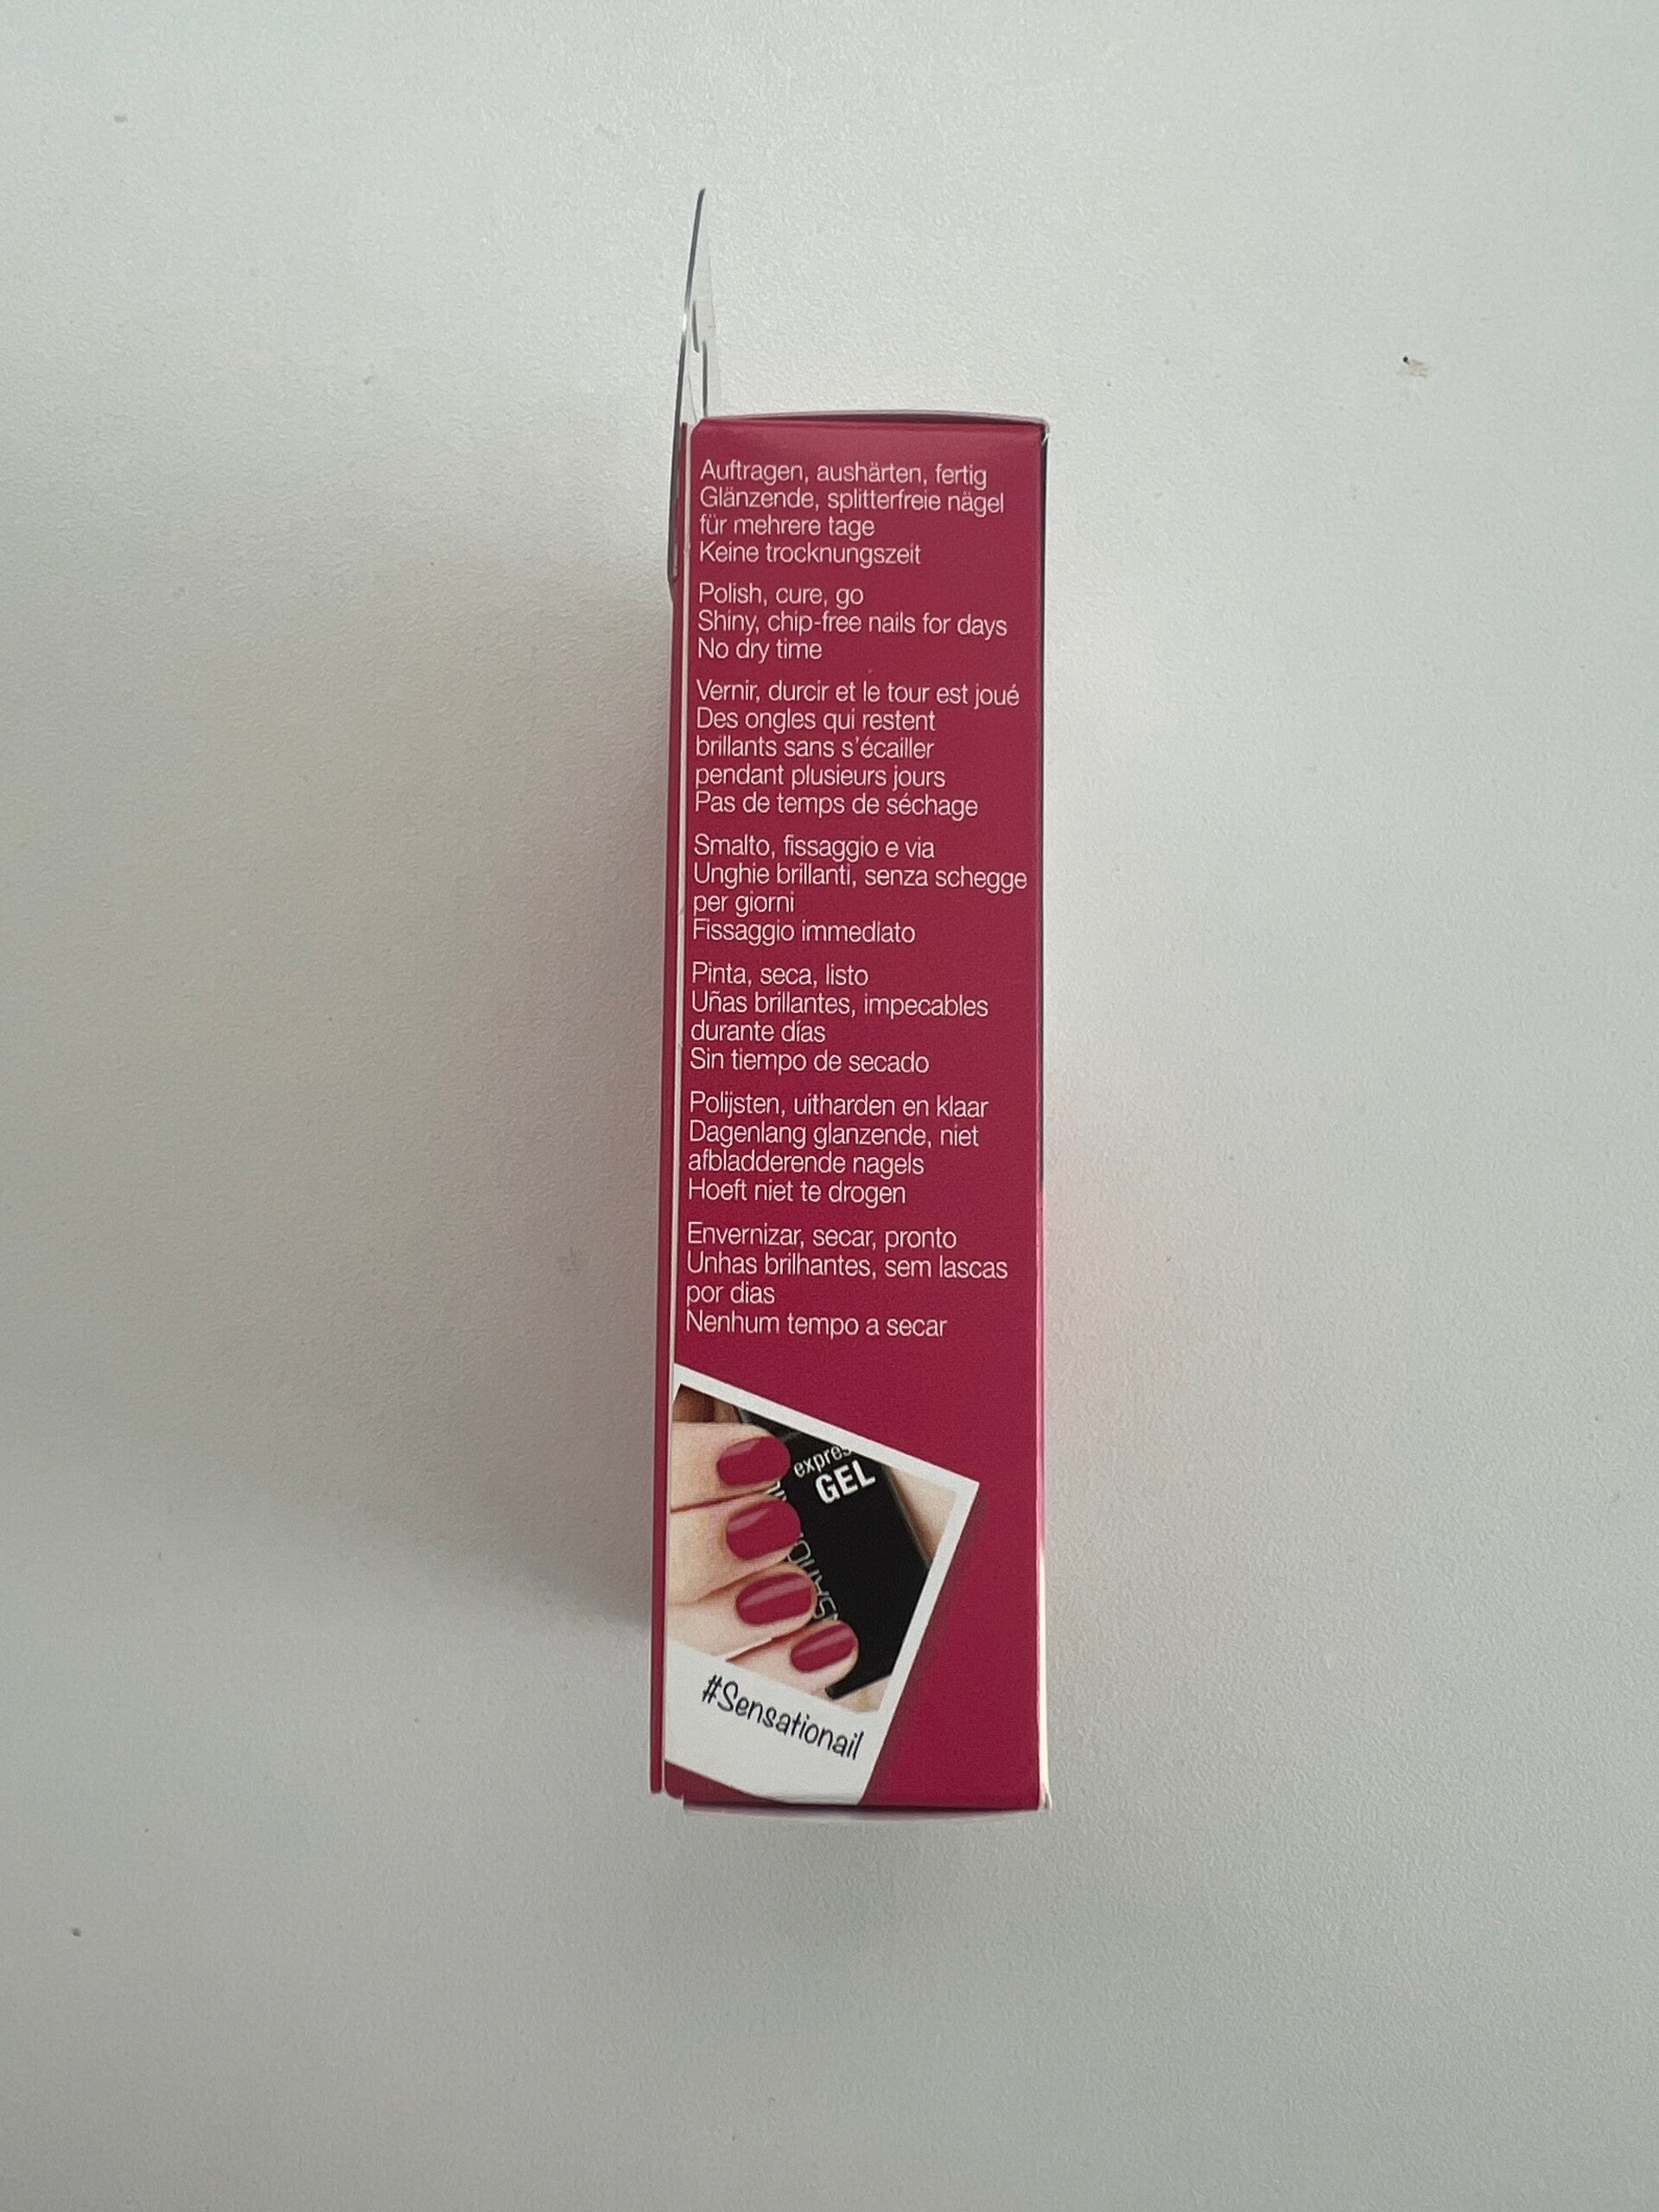 Auftragen, aushärten, fertig
Glänzende, splitterfreie nägel
für mehrere tage
Keine trocknungszeit
Polish, cure, go
Shiny, chip-free nails for days
No dry time
Vernir, durcir et le tour est joué
Des ongles qui restent
brillants sans s'écailler
pendant plusieurs jours
Pas de temps de séchage
Smalto, fissaggio e via
Unghie brillanti, senza schegge
per giorni
Fissaggio immediato
Pinta, seca, listo
Uñas brillantes, impecables
durante días
Sin tiempo de secado
Polijsten, uitharden en klaar
Dagenlang glanzende, niet
afbladderende nagels
Hoeft niet te drogen
Envernizar, secar, pronto
Unhas brilhantes, sem lascas
por dias
Nenhum tempo a secar
GEL
#Sensationail